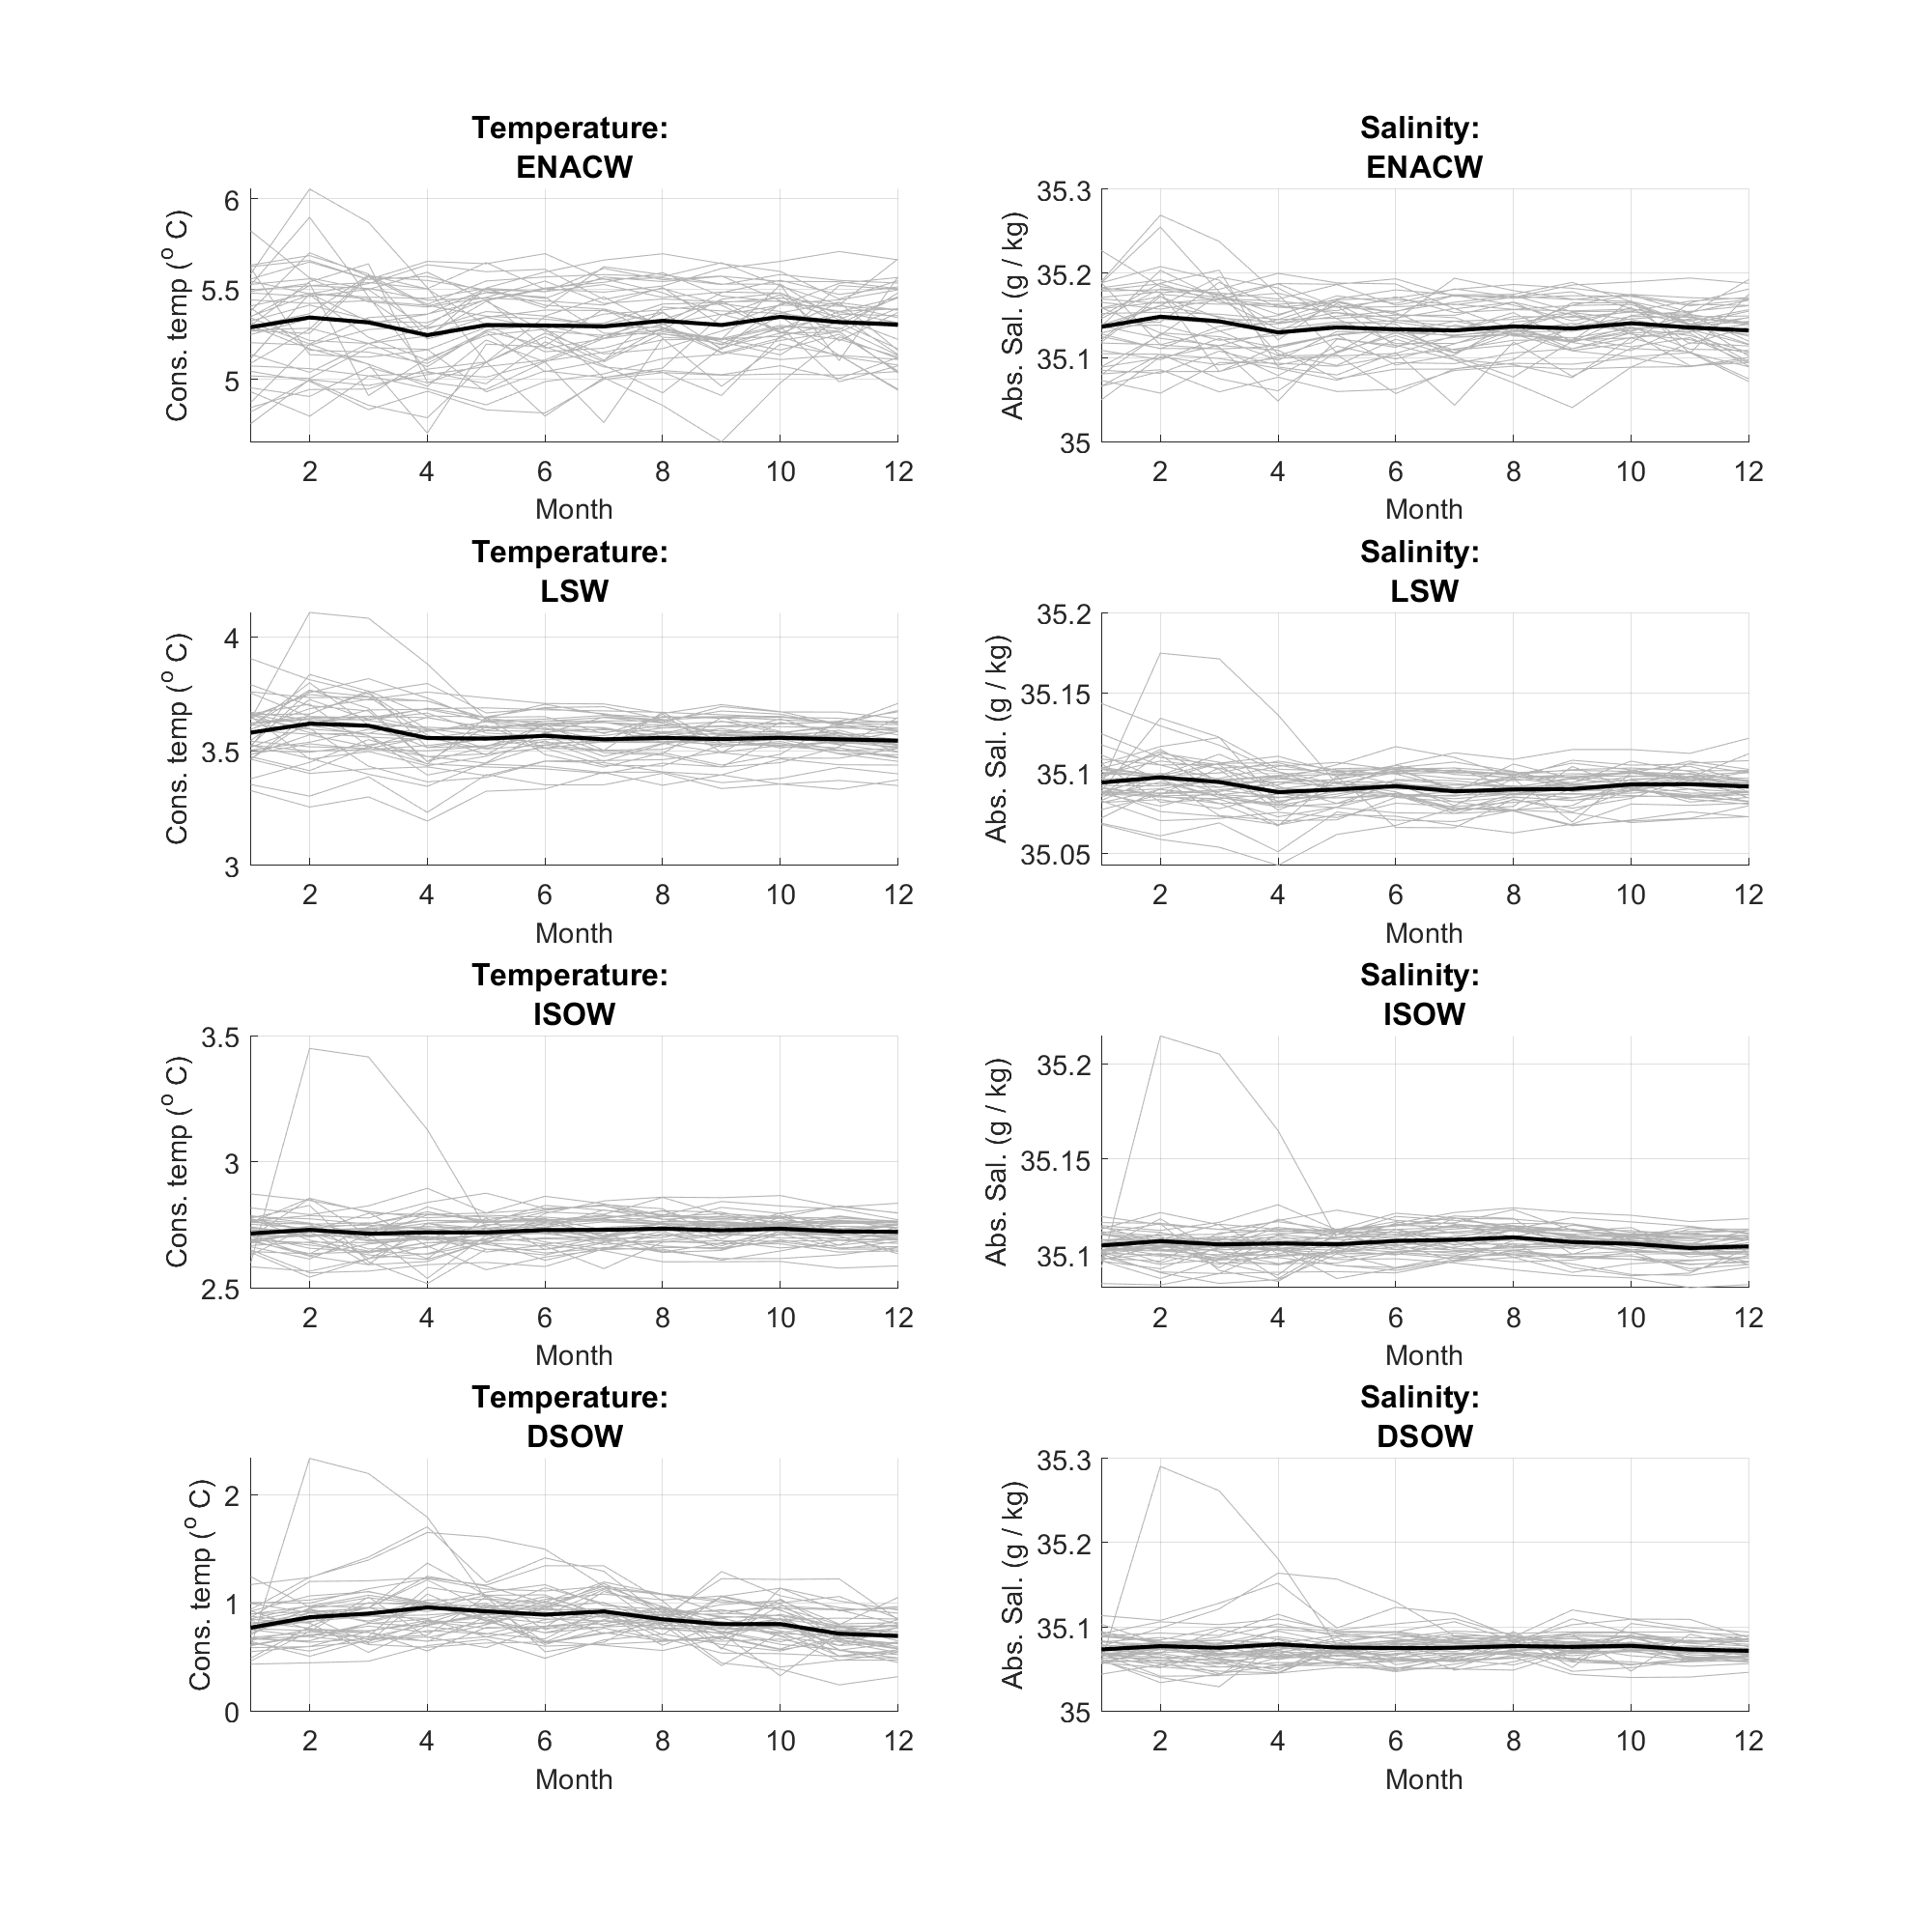 Temperature:
ENACW
Cons. temp (° C)
6
5.5
5
2 4 6 8 10 12
Month
Salinity:
ENACW
Abs. Sal. (g / kg)
35.3
35.2
35.1
35
2 4 6 8 10 12
Month
Temperature:
LSW
Cons. temp (° C)
4
3.5
3
2 4 6 8 10 12
Month
Salinity:
LSW
Abs. Sal. (g / kg)
35.2
35.15
35.1
35.05
2 4 6 8 10 12
Month
Temperature:
ISOW
Cons. temp (° C)
3.5
3
2.5
2 4 6 8 10 12
Month
Salinity:
ISOW
Abs. Sal. (g / kg)
35.2
35.15
35.1
2 4 6 8 10 12
Month
Temperature:
DSOW
Cons. temp (° C)
2
1
0
2 4 6 8 10 12
Month
Salinity:
DSOW
Abs. Sal. (g / kg)
35.3
35.2
35.1
35
2 4 6 8 10 12
Month